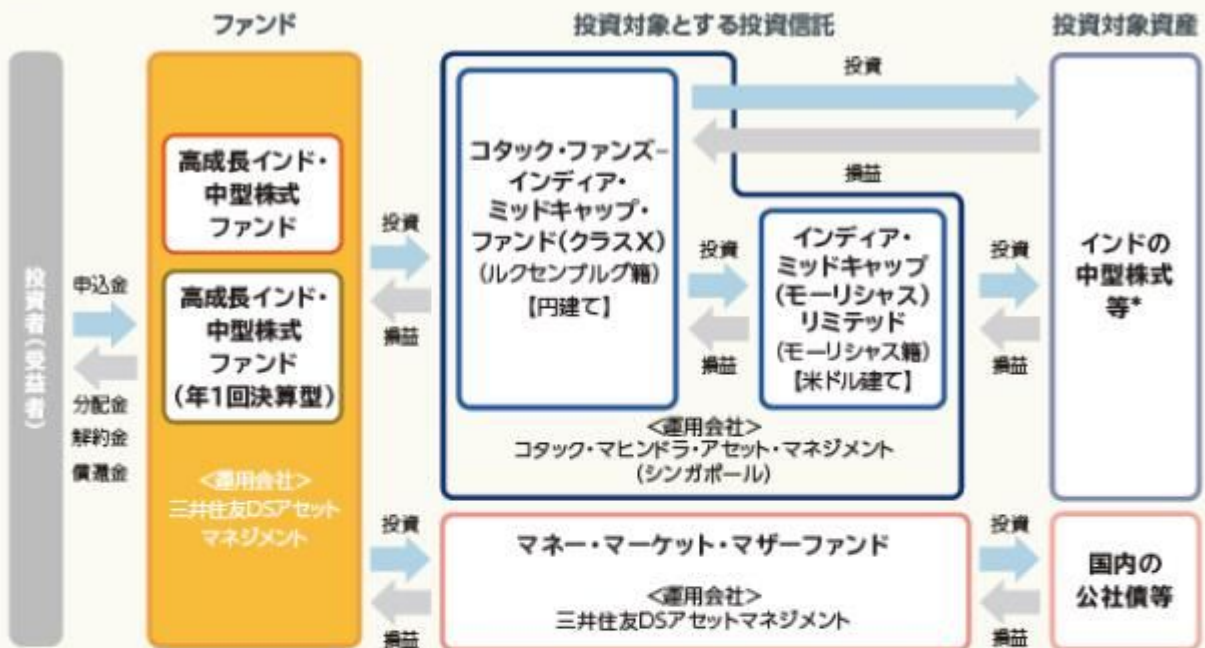 ファンド
投資対象とする投資信託
投資対象資産
投資者(受益者)
申込金
分配金
解約金
償還金
高成長インド・
中型株式
ファンド
高成長インド・
中型株式
ファンド
(年1回決算型)
<運用会社>
三井住友DSアセット
マネジメント
投資
損益
コタック・ファンズ-
インディア・
ミッドキャップ・
ファンド(クラスX)
(ルクセンブルグ籍)
【円建て】
投資
損益
投資
損益
インディア・
ミッドキャップ
(モーリシャス)
リミテッド
(モーリシャス籍)
【米ドル建て】
<運用会社>
コタック・マヒンドラ・アセット・マネジメント
(シンガポール)
投資
損益
インドの
中型株式
等*
投資
損益
マネー・マーケット・マザーファンド
<運用会社>
三井住友DSアセットマネジメント
投資
損益
国内の
公社債等